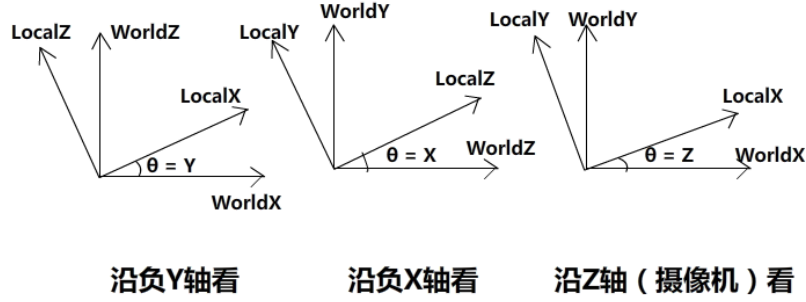 LocalZ
WorldZ
LocalX
θ = Y
WorldX
沿负Y轴看
LocalY
WorldY
LocalZ
θ = X
WorldZ
沿负X轴看
LocalY
WorldY
LocalX
θ = Z
WorldX
沿Z轴（摄像机）看